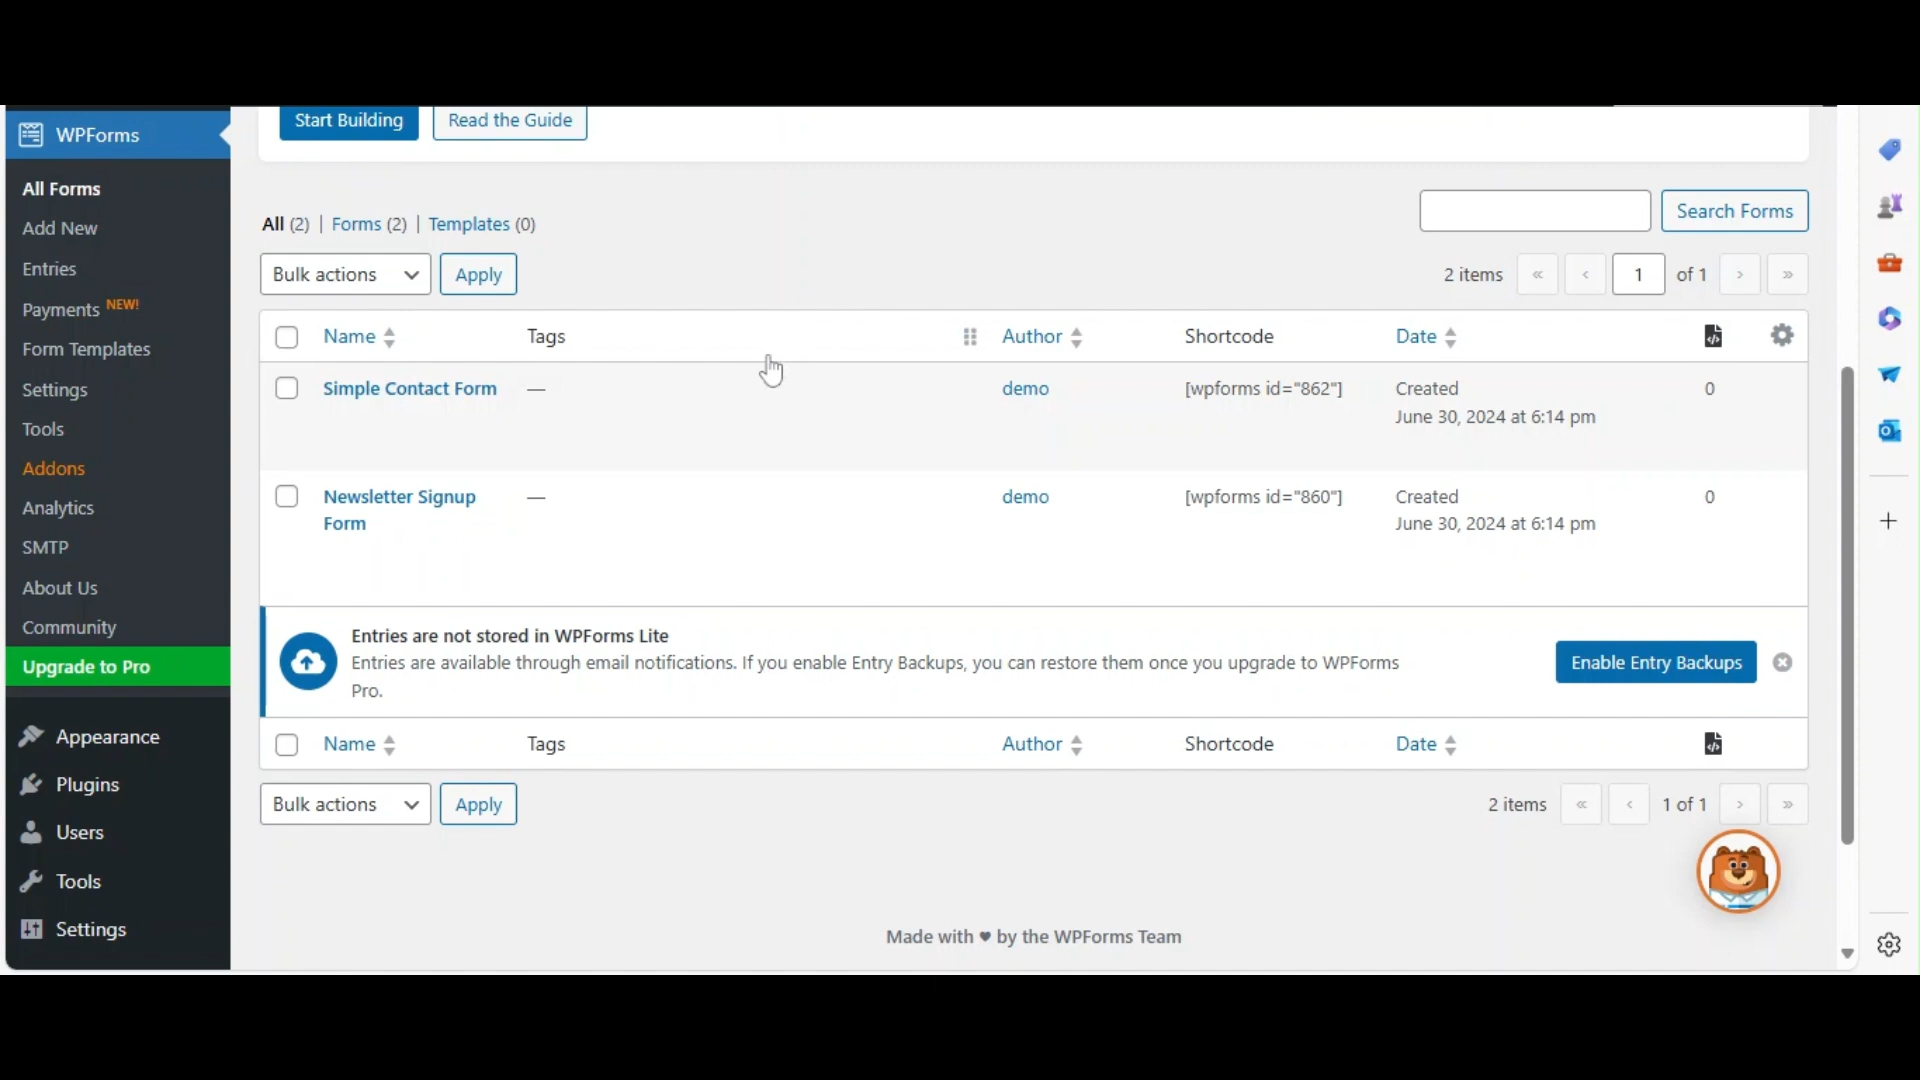 Start Building Read the Guide
WPForms
All Forms
Add New
Entries
Payments NEW!
Form Templates
Settings
Tools
Addons
Analytics
SMTP
About Us
Community
Upgrade to Pro
Appearance
Plugins
Users
Tools
Settings
All (2) | Forms (2) | Templates (0)
Search Forms
Bulk actions Apply
2 items « ‹ 1 of 1 › »
Name Tags Author Shortcode Date
Simple Contact Form — demo [wpforms id="862"] Created 0
June 30, 2024 at 6:14 pm
Newsletter Signup — demo [wpforms id="860"] Created 0
Form June 30, 2024 at 6:14 pm
Entries are not stored in WPForms Lite
Entries are available through email notifications. If you enable Entry Backups, you can restore them once you upgrade to WPForms
Pro.
Enable Entry Backups
Name Tags Author Shortcode Date
Bulk actions Apply
2 items « ‹ 1 of 1 › »
Made with ♥ by the WPForms Team